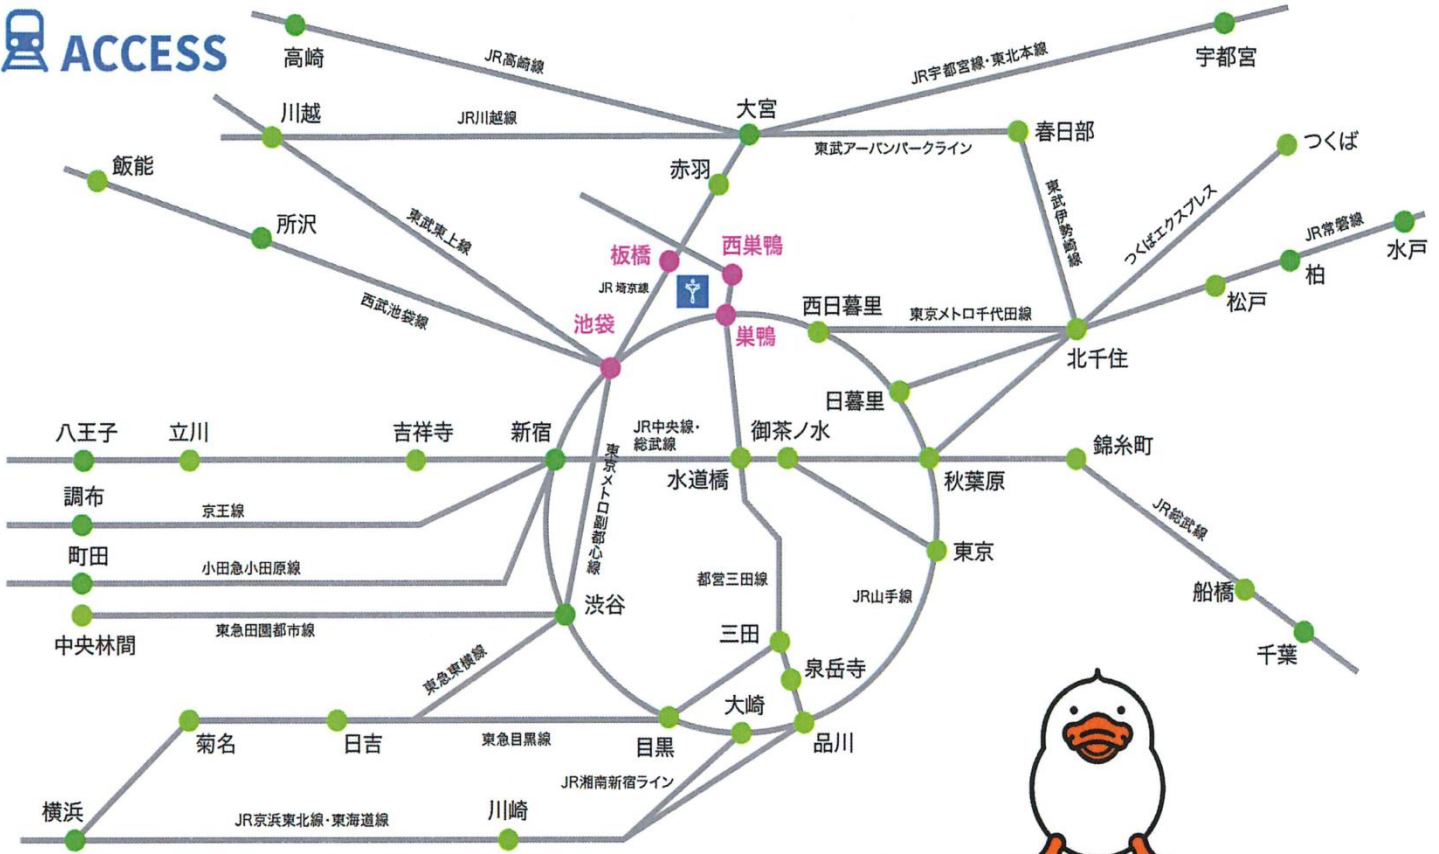 ACCESS
高崎
JR高崎線
JR宇都宮線・東北本線
宇都宮
川越
JR川越線
大宮
東武アーバンパークライン
春日部
つくば
飯能
赤羽
所沢
東武東上線
西武池袋線
板橋
西巣鴨
JR埼京線
池袋
巣鴨
西日暮里
東京メトロ千代田線
東武伊勢崎線
つくばエクスプレス
JR常磐線
水戸
柏
松戸
北千住
日暮里
八王子
立川
吉祥寺
新宿
JR中央線・
総武線
御茶ノ水
水道橋
秋葉原
錦糸町
調布
京王線
東京メトロ副都心線
JR総武線
町田
小田急小田原線
東京
都営三田線
JR山手線
船橋
千葉
中央林間
東急田園都市線
渋谷
東急東横線
三田
泉岳寺
大崎
菊名
日吉
東急目黒線
目黒
品川
JR湘南新宿ライン
横浜
JR京浜東北線・東海道線
川崎